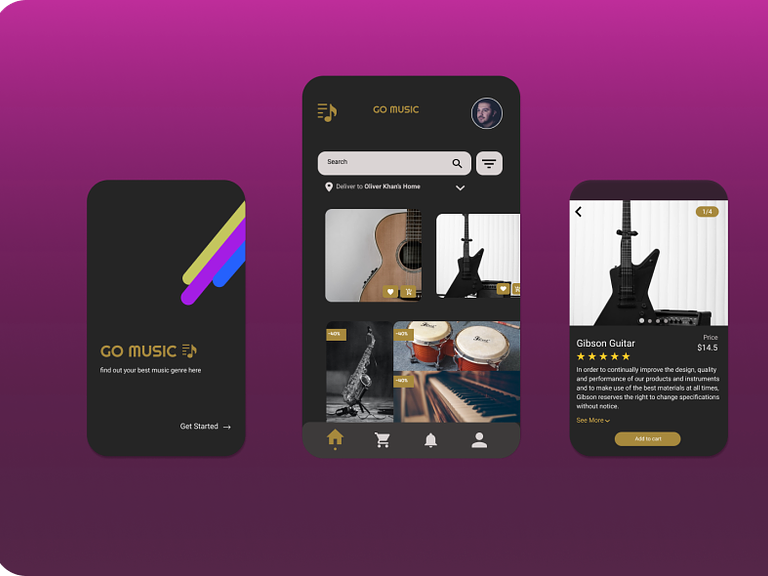 GO MUSIC
find out your best music genre here
Get Started →
GO MUSIC
Search
Deliver to Oliver Khan's Home
-40%
-40%
1/4
Gibson Guitar
Price
$14.5
In order to continually improve the design, quality
and performance of our products and instruments
and to make use of the best materials at all times,
Gibson reserves the right to change specifications
without notice.
See More
Add to cart